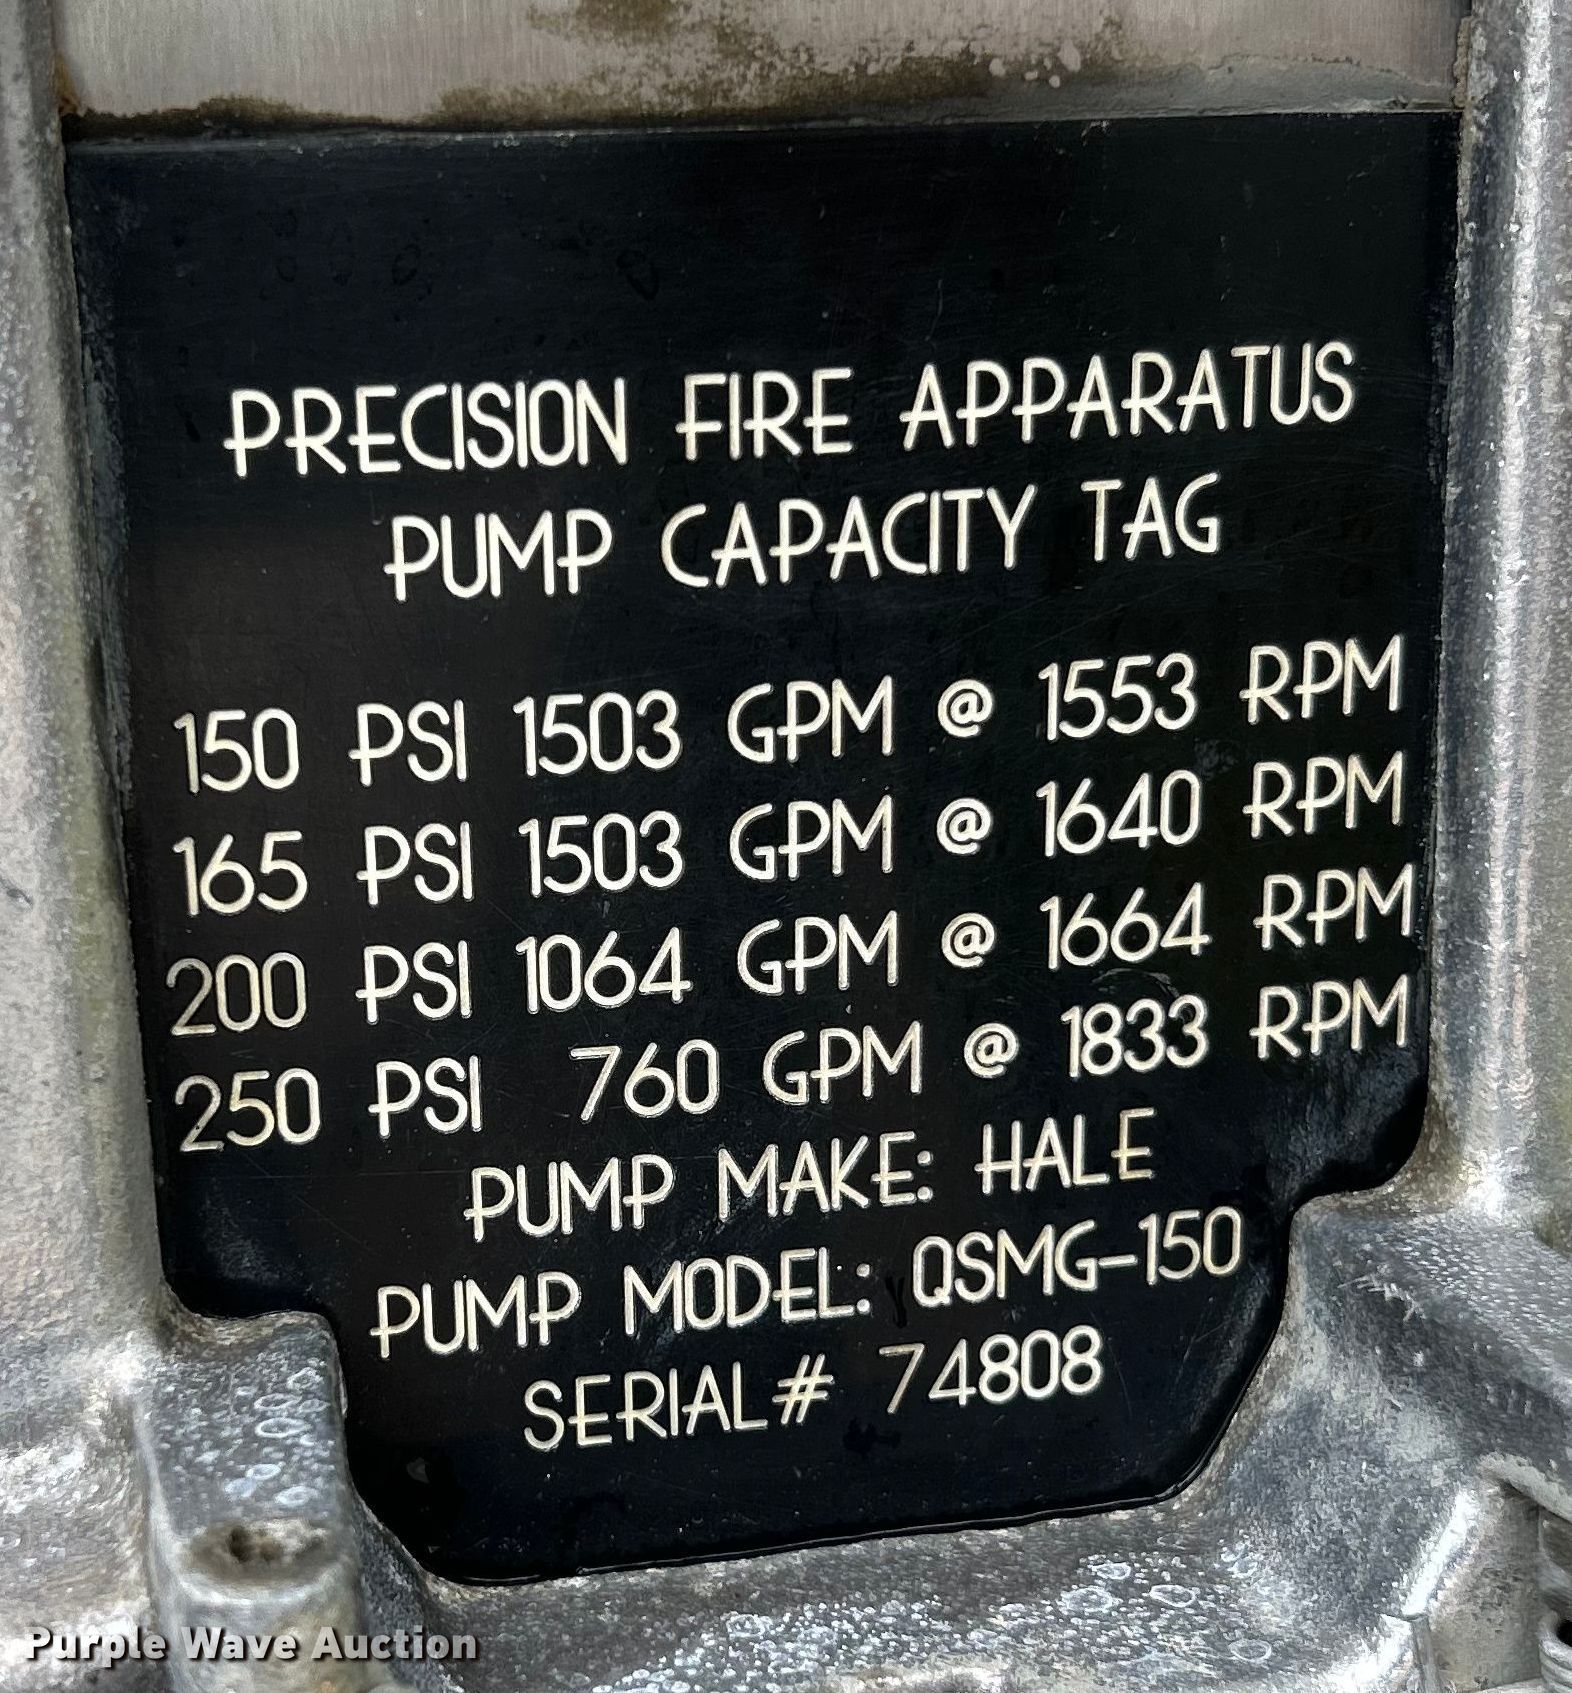 PRECISION FIRE APPARATUS
PUMP CAPACITY TAG
150 PSI 1503 GPM @ 1553 RPM
165 PSI 1503 GPM @ 1640 RPM
200 PSI 1064 GPM @ 1664 RPM
250 PSI 760 GPM @ 1833 RPM
PUMP MAKE: HALE
PUMP MODEL: QSMG-150
SERIAL# 74808
Purple Wave Auction